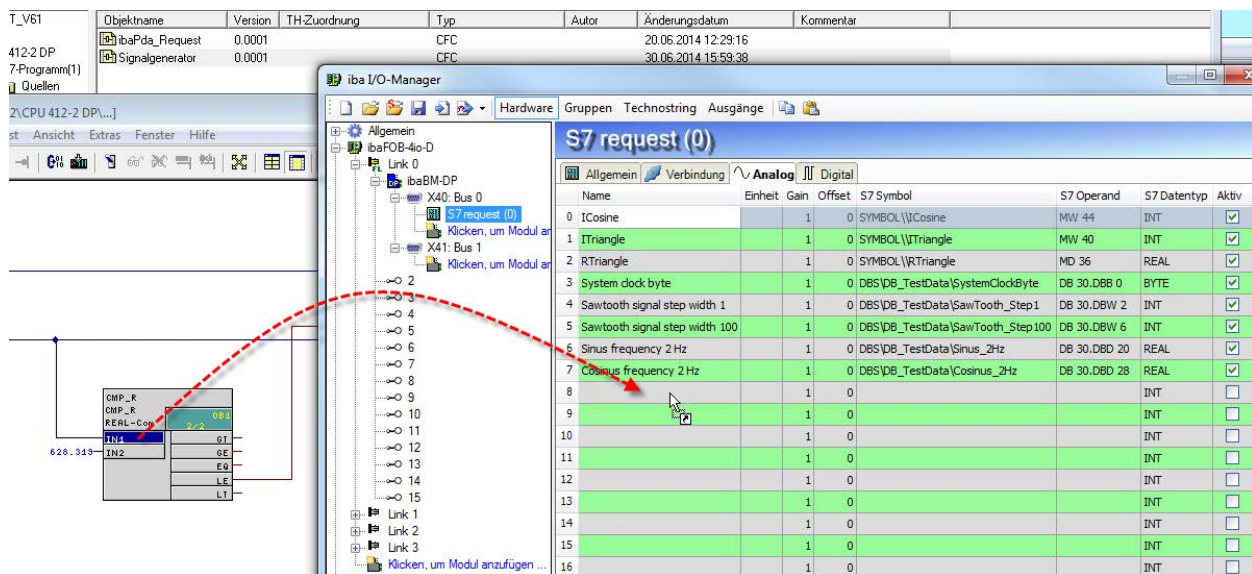 T_V61
Objektname Version TH-Zuordnung Typ Autor Änderungsdatum Kommentar
ibaPda_Request 0.0001 CFC 20.06.2014 12:29:16
412-2 DP
Signalgenerator 0.0001 CFC 30.06.2014 15:59:38
7-Programm(1)
Quellen
2\CPU 412-2 DP\...]
st Ansicht Extras Fenster Hilfe
CMP_R
CMP_R
REAL-Com OB1
2/2
IN1 GT
628.319 IN2 GE
EQ
LE
LT
iba I/O-Manager
Hardware Gruppen Technostring Ausgänge
Allgemein
ibaFOB-4io-D
Link 0
ibaBM-DP
X40: Bus 0
S7 request (0)
Klicken, um Modul an
X41: Bus 1
Klicken, um Modul an
2
3
4
5
6
7
8
9
10
11
12
13
14
15
Link 1
Link 2
Link 3
Klicken, um Modul anzufügen ...
S7 request (0)
Allgemein Verbindung Analog Digital
Name Einheit Gain Offset S7 Symbol S7 Operand S7 Datentyp Aktiv
0 ICosine 1 0 SYMBOL\\ICosine MW 44 INT
1 ITriangle 1 0 SYMBOL\\ITriangle MW 40 INT
2 RTriangle 1 0 SYMBOL\\RTriangle MD 36 REAL
3 System clock byte 1 0 DBS\DB_TestData\SystemClockByte DB 30.DBB 0 BYTE
4 Sawtooth signal step width 1 1 0 DBS\DB_TestData\SawTooth_Step1 DB 30.DBW 2 INT
5 Sawtooth signal step width 100 1 0 DBS\DB_TestData\SawTooth_Step100 DB 30.DBW 6 INT
6 Sinus frequency 2 Hz 1 0 DBS\DB_TestData\Sinus_2Hz DB 30.DBD 20 REAL
7 Cosinus frequency 2 Hz 1 0 DBS\DB_TestData\Cosinus_2Hz DB 30.DBD 28 REAL
8 1 0 INT
9 1 0 INT
10 1 0 INT
11 1 0 INT
12 1 0 INT
13 1 0 INT
14 1 0 INT
15 1 0 INT
16 1 0 INT